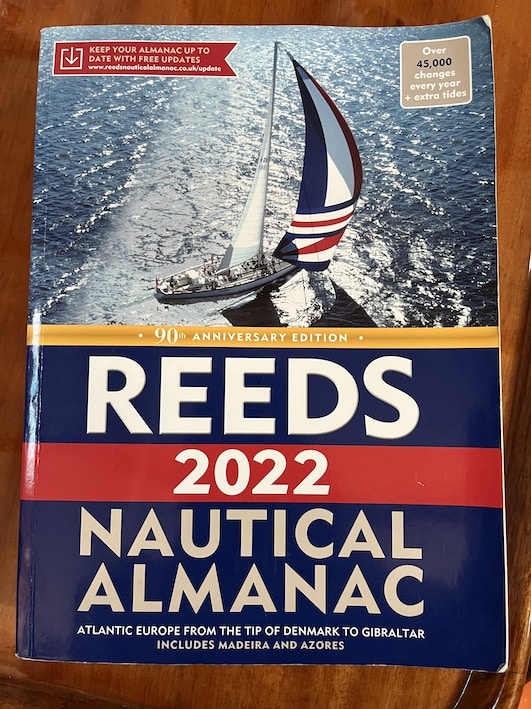 KEEP YOUR ALMANAC UP TO
DATE WITH FREE UPDATES
www.reedsnauticalalmanac.co.uk/update
Over
45,000
changes
every year
+ extra tides
• 90th ANNIVERSARY EDITION •
REEDS
2022
NAUTICAL
ALMANAC
ATLANTIC EUROPE FROM THE TIP OF DENMARK TO GIBRALTAR
INCLUDES MADEIRA AND AZORES